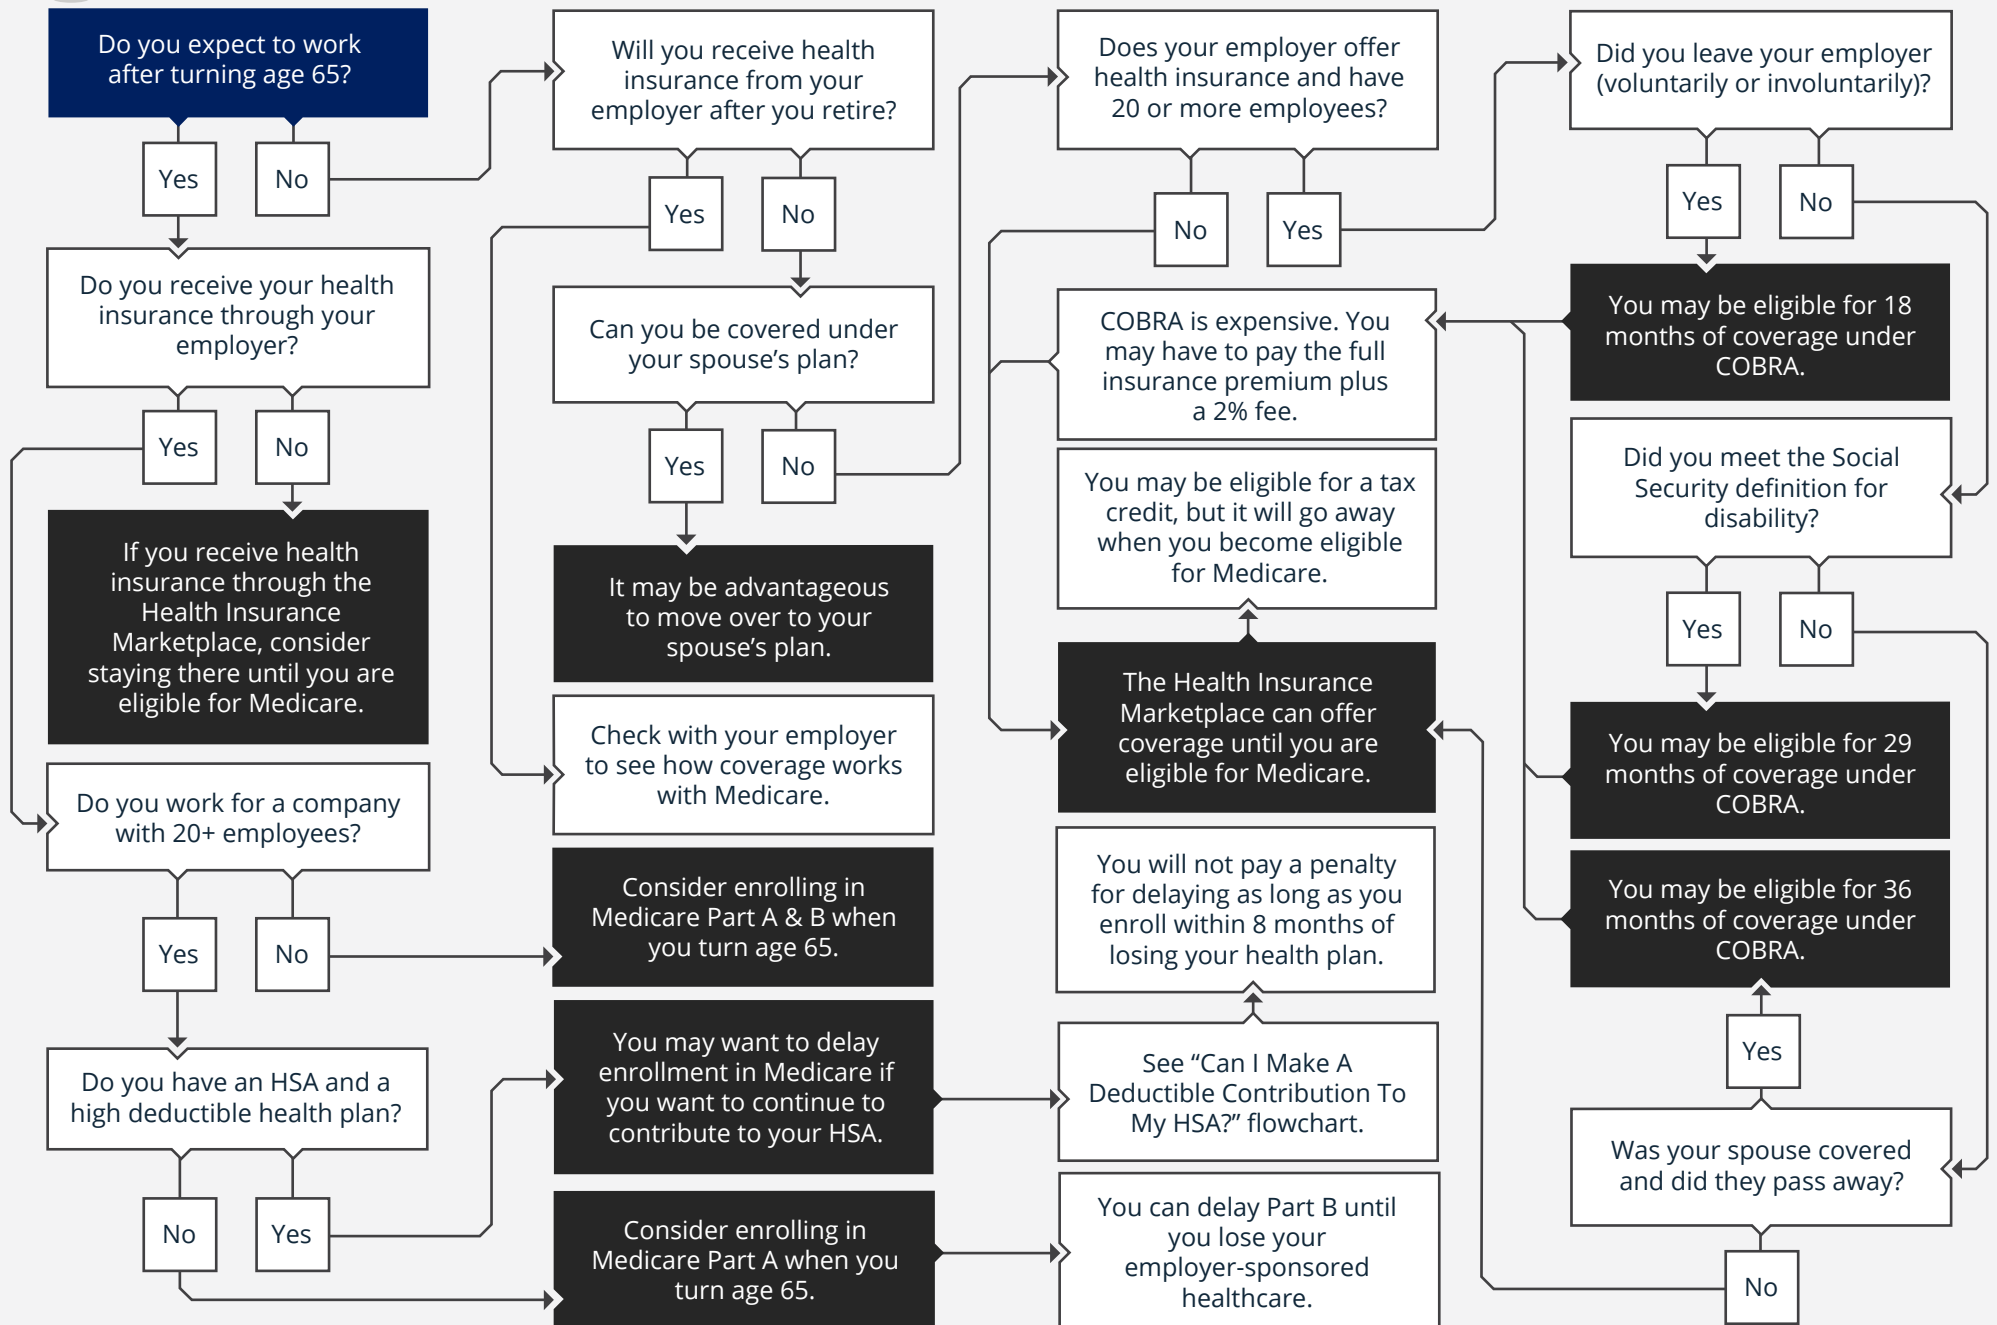 Do you expect to work
after turning age 65?
Yes
No
Do you receive your health
insurance through your
employer?
Yes
No
If you receive health
insurance through the
Health Insurance
Marketplace, consider
staying there until you are
eligible for Medicare.
Do you work for a company
with 20+ employees?
Yes
No
Do you have an HSA and a
high deductible health plan?
No
Yes
Will you receive health
insurance from your
employer after you retire?
Yes
No
Can you be covered under
your spouse’s plan?
Yes
No
It may be advantageous
to move over to your
spouse’s plan.
Check with your employer
to see how coverage works
with Medicare.
Consider enrolling in
Medicare Part A & B when
you turn age 65.
You may want to delay
enrollment in Medicare if
you want to continue to
contribute to your HSA.
Consider enrolling in
Medicare Part A when you
turn age 65.
Does your employer offer
health insurance and have
20 or more employees?
No
Yes
COBRA is expensive. You
may have to pay the full
insurance premium plus
a 2% fee.
You may be eligible for a tax
credit, but it will go away
when you become eligible
for Medicare.
The Health Insurance
Marketplace can offer
coverage until you are
eligible for Medicare.
You will not pay a penalty
for delaying as long as you
enroll within 8 months of
losing your health plan.
See “Can I Make A
Deductible Contribution To
My HSA?” flowchart.
You can delay Part B until
you lose your
employer-sponsored
healthcare.
Did you leave your employer
(voluntarily or involuntarily)?
Yes
No
You may be eligible for 18
months of coverage under
COBRA.
Did you meet the Social
Security definition for
disability?
Yes
No
You may be eligible for 29
months of coverage under
COBRA.
You may be eligible for 36
months of coverage under
COBRA.
Yes
Was your spouse covered
and did they pass away?
No